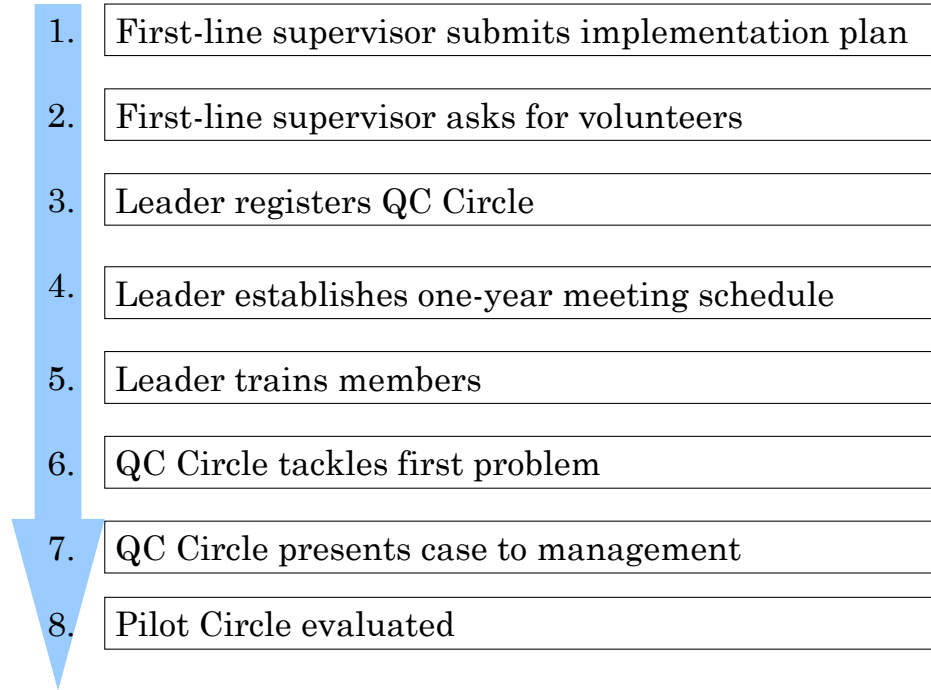 1. First-line supervisor submits implementation plan
2. First-line supervisor asks for volunteers
3. Leader registers QC Circle
4. Leader establishes one-year meeting schedule
5. Leader trains members
6. QC Circle tackles first problem
7. QC Circle presents case to management
8. Pilot Circle evaluated